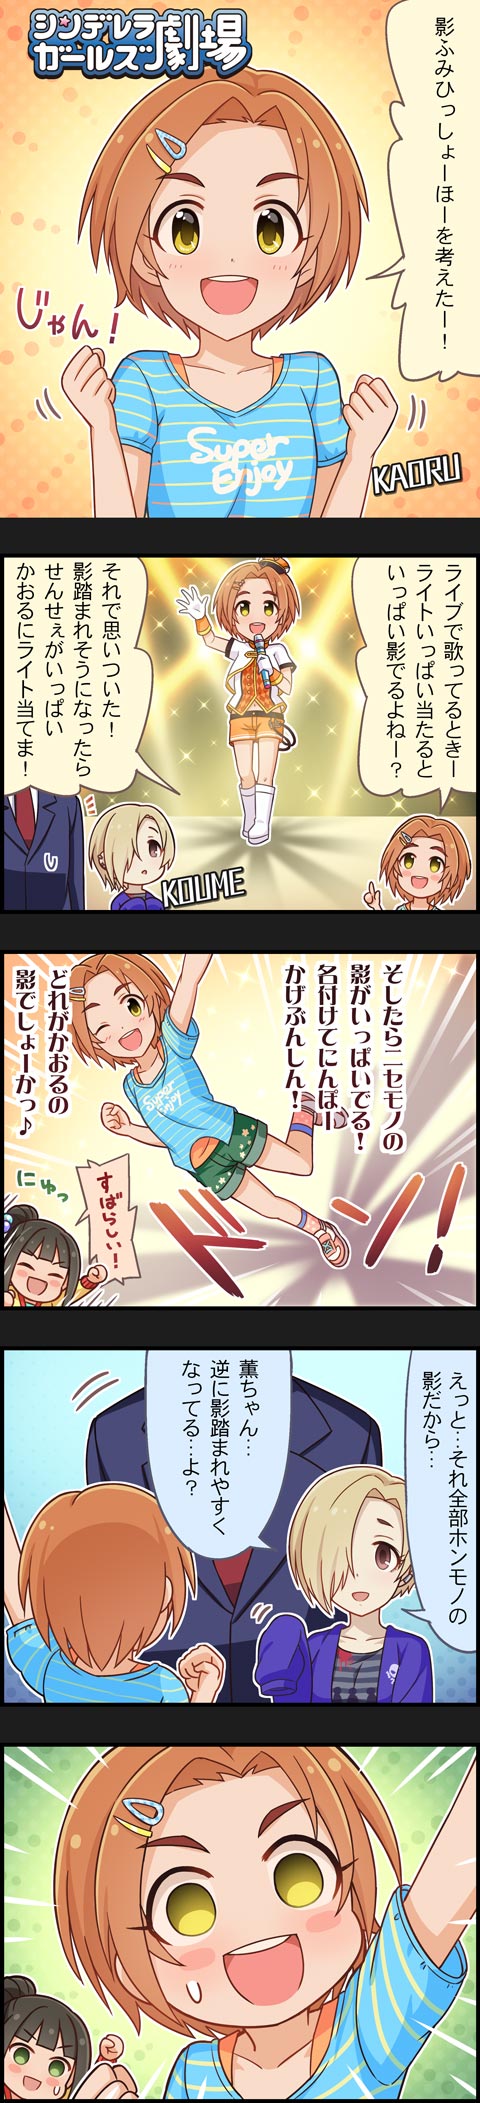 シンデレラ
ガールズ劇場
影ふみひっしょーほーを考えたー！
じゃん！
Super
Enjoy
KAORU
ライブで歌ってるときー
ライトいっぱい当たると
いっぱい影でるよねー？
それで思いついた！
影踏まれそうになったら
せんせぇがいっぱい
かおるにライト当てま！
KOUME
そしたらニセモノの
影がいっぱいでる！
名付けてにんぽー
かげぶんしん！
どれがかおるの
影でしょーかっ♪
Super
Enjoy
すばらしい！
にゅっ
ドン！
えっと…それ全部ホンモノの
影だから…
薫ちゃん…
逆に影踏まれやすく
なってる…よ？